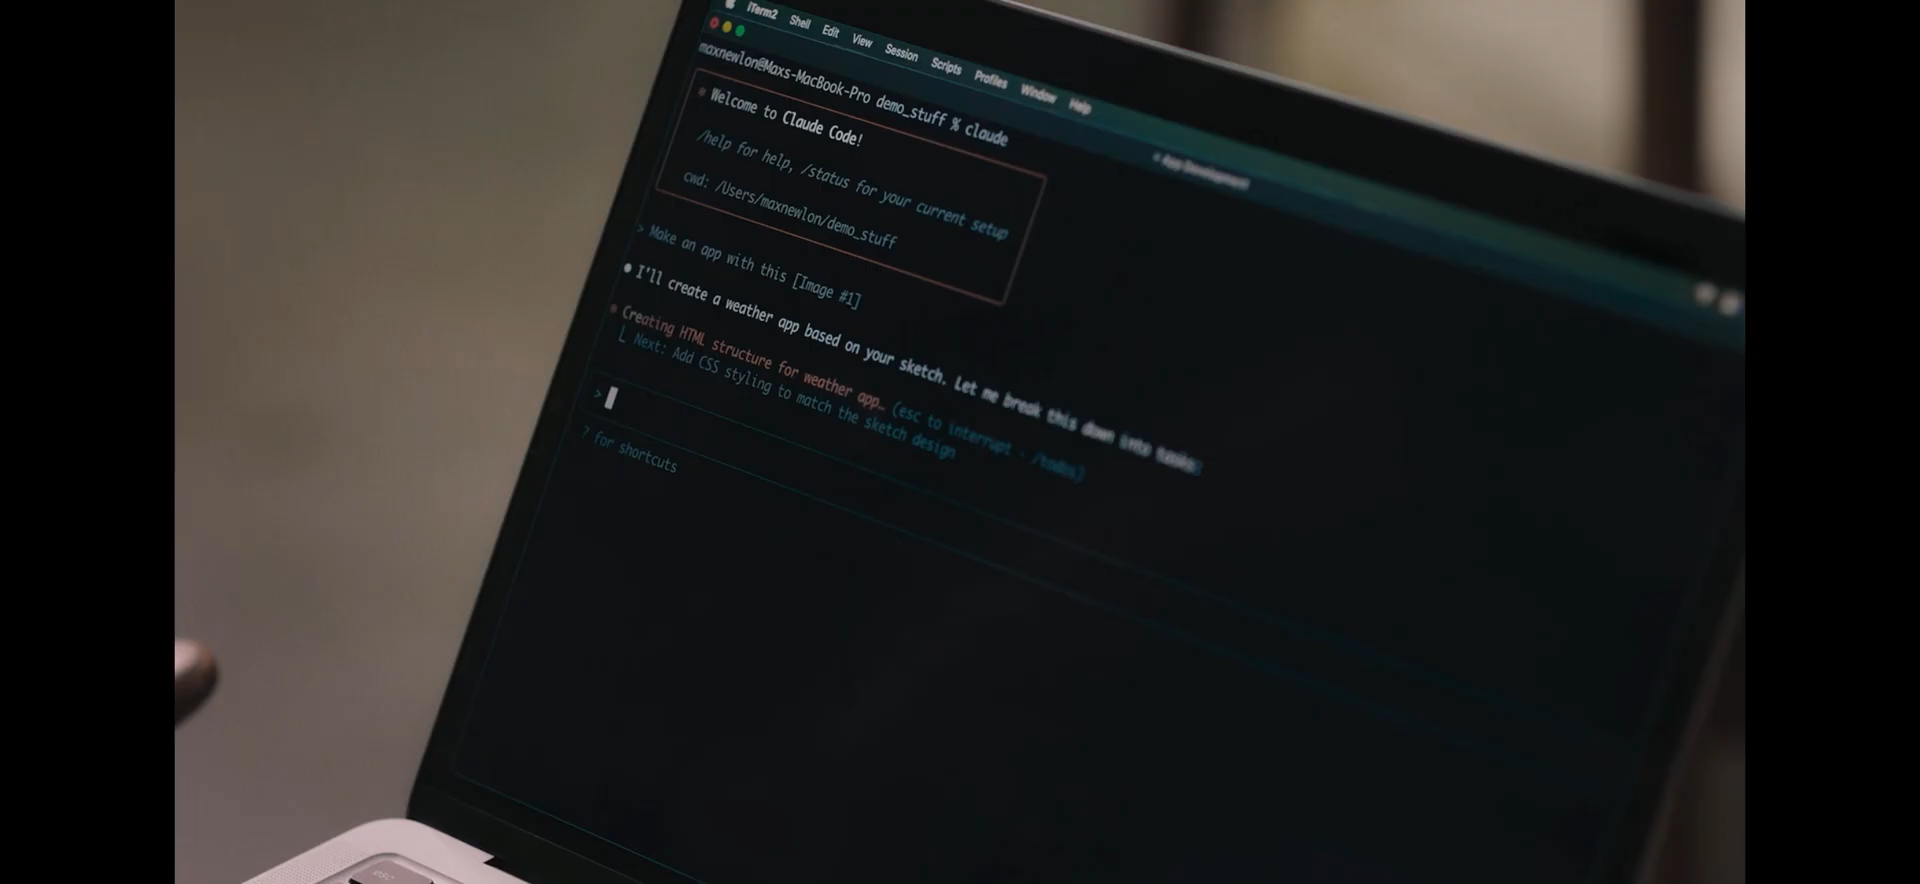 iTerm2 Shell Edit View Session Scripts Profiles Window Help
App Development
maxnewlon@Maxs-MacBook-Pro demo_stuff % claude
Welcome to Claude Code!
/help for help, /status for your current setup
cwd: /Users/maxnewlon/demo_stuff
> Make an app with this [Image #1]
● I'll create a weather app based on your sketch. Let me break this down into tasks:
Creating HTML structure for weather app… (esc to interrupt · /todos)
⎿ Next: Add CSS styling to match the sketch design
>
? for shortcuts
esc